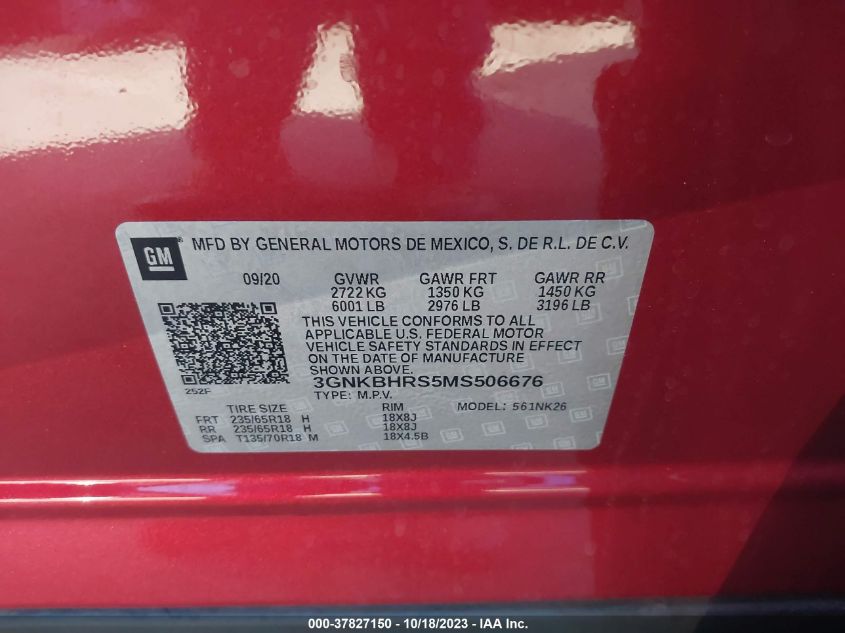 GM
®
MFD BY GENERAL MOTORS DE MEXICO, S. DE R.L. DE C.V.
09/20 GVWR GAWR FRT GAWR RR
2722 KG 1350 KG 1450 KG
6001 LB 2976 LB 3196 LB
THIS VEHICLE CONFORMS TO ALL
APPLICABLE U.S. FEDERAL MOTOR
VEHICLE SAFETY STANDARDS IN EFFECT
ON THE DATE OF MANUFACTURE
SHOWN ABOVE.
252F
3GNKBHRS5MS506676
TYPE: M.P.V.
TIRE SIZE RIM MODEL: 561NK26
FRT 235/65R18 H 18X8J
RR 235/65R18 H 18X8J
SPA T135/70R18 M 18X4.5B
000-37827150 - 10/18/2023 - IAA Inc.